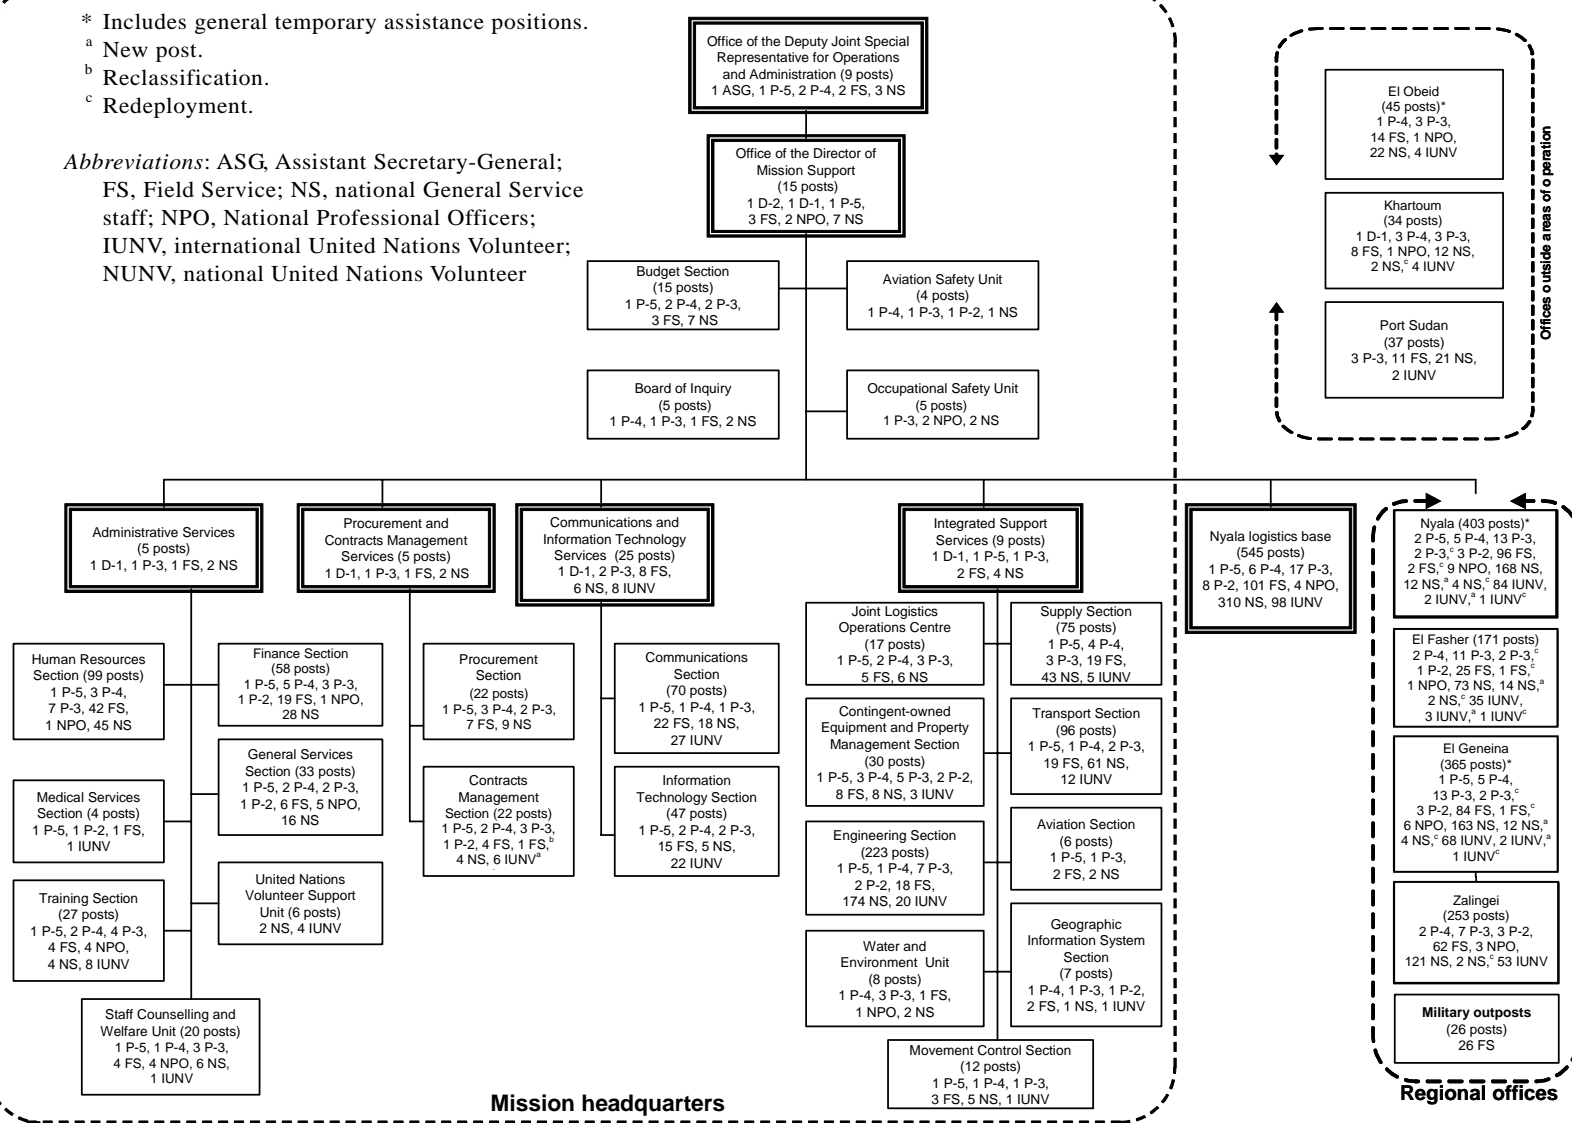 * Includes general temporary assistance positions.
a New post.
b Reclassification.
c Redeployment.
Abbreviations: ASG, Assistant Secretary-General;
FS, Field Service; NS, national General Service
staff; NPO, National Professional Officers;
IUNV, international United Nations Volunteer;
NUNV, national United Nations Volunteer
Office of the Deputy Joint Special
Representative for Operations
and Administration (9 posts)
1 ASG, 1 P-5, 2 P-4, 2 FS, 3 NS
Office of the Director of
Mission Support
(15 posts)
1 D-2, 1 D-1, 1 P-5,
3 FS, 2 NPO, 7 NS
Budget Section
(15 posts)
1 P-5, 2 P-4, 2 P-3,
3 FS, 7 NS
Aviation Safety Unit
(4 posts)
1 P-4, 1 P-3, 1 P-2, 1 NS
Board of Inquiry
(5 posts)
1 P-4, 1 P-3, 1 FS, 2 NS
Occupational Safety Unit
(5 posts)
1 P-3, 2 NPO, 2 NS
El Obeid
(45 posts)*
1 P-4, 3 P-3,
14 FS, 1 NPO,
22 NS, 4 IUNV
Khartoum
(34 posts)
1 D-1, 3 P-4, 3 P-3,
8 FS, 1 NPO, 12 NS,
2 NS,c 4 IUNV
Port Sudan
(37 posts)
3 P-3, 11 FS, 21 NS,
2 IUNV
Offices outside areas of operation
Administrative Services
(5 posts)
1 D-1, 1 P-3, 1 FS, 2 NS
Procurement and
Contracts Management
Services (5 posts)
1 D-1, 1 P-3, 1 FS, 2 NS
Communications and
Information Technology
Services (25 posts)
1 D-1, 2 P-3, 8 FS,
6 NS, 8 IUNV
Integrated Support
Services (9 posts)
1 D-1, 1 P-5, 1 P-3,
2 FS, 4 NS
Nyala logistics base
(545 posts)
1 P-5, 6 P-4, 17 P-3,
8 P-2, 101 FS, 4 NPO,
310 NS, 98 IUNV
Human Resources
Section (99 posts)
1 P-5, 3 P-4,
7 P-3, 42 FS,
1 NPO, 45 NS
Finance Section
(58 posts)
1 P-5, 5 P-4, 3 P-3,
1 P-2, 19 FS, 1 NPO,
28 NS
General Services
Section (33 posts)
1 P-5, 2 P-4, 2 P-3,
1 P-2, 6 FS, 5 NPO,
16 NS
Medical Services
Section (4 posts)
1 P-5, 1 P-2, 1 FS,
1 IUNV
Training Section
(27 posts)
1 P-5, 2 P-4, 4 P-3,
4 FS, 4 NPO,
4 NS, 8 IUNV
United Nations
Volunteer Support
Unit (6 posts)
2 NS, 4 IUNV
Staff Counselling and
Welfare Unit (20 posts)
1 P-5, 1 P-4, 3 P-3,
4 FS, 4 NPO, 6 NS,
1 IUNV
Procurement
Section
(22 posts)
1 P-5, 3 P-4, 2 P-3,
7 FS, 9 NS
Contracts
Management
Section (22 posts)
1 P-5, 2 P-4, 3 P-3,
1 P-2, 4 FS, 1 FS,b
4 NS, 6 IUNVa
Communications
Section
(70 posts)
1 P-5, 1 P-4, 1 P-3,
22 FS, 18 NS,
27 IUNV
Information
Technology Section
(47 posts)
1 P-5, 2 P-4, 2 P-3,
15 FS, 5 NS,
22 IUNV
Joint Logistics
Operations Centre
(17 posts)
1 P-5, 2 P-4, 3 P-3,
5 FS, 6 NS
Supply Section
(75 posts)
1 P-5, 4 P-4,
3 P-3, 19 FS,
43 NS, 5 IUNV
Contingent-owned
Equipment and Property
Management Section
(30 posts)
1 P-5, 3 P-4, 5 P-3, 2 P-2,
8 FS, 8 NS, 3 IUNV
Transport Section
(96 posts)
1 P-5, 1 P-4, 2 P-3,
19 FS, 61 NS,
12 IUNV
Engineering Section
(223 posts)
1 P-5, 1 P-4, 7 P-3,
2 P-2, 18 FS,
174 NS, 20 IUNV
Aviation Section
(6 posts)
1 P-5, 1 P-3,
2 FS, 2 NS
Water and
Environment Unit
(8 posts)
1 P-4, 3 P-3, 1 FS,
1 NPO, 2 NS
Geographic
Information System
Section
(7 posts)
1 P-4, 1 P-3, 1 P-2,
2 FS, 1 NS, 1 IUNV
Movement Control Section
(12 posts)
1 P-5, 1 P-4, 1 P-3,
3 FS, 5 NS, 1 IUNV
Mission headquarters
Nyala (403 posts)*
2 P-5, 5 P-4, 13 P-3,
2 P-3,c 3 P-2, 96 FS,
2 FS,c 9 NPO, 168 NS,
12 NS,a 4 NS,c 84 IUNV,
2 IUNV,a 1 IUNVc
El Fasher (171 posts)
2 P-4, 11 P-3, 2 P-3,c
1 P-2, 25 FS, 1 FS,c
1 NPO, 73 NS, 14 NS,a
2 NS,c 35 IUNV,
3 IUNV,a 1 IUNVc
El Geneina
(365 posts)*
1 P-5, 5 P-4,
13 P-3, 2 P-3,c
3 P-2, 84 FS, 1 FS,c
6 NPO, 163 NS, 12 NS,a
4 NS,c 68 IUNV, 2 IUNV,a
1 IUNVc
Zalingei
(253 posts)
2 P-4, 7 P-3, 3 P-2,
62 FS, 3 NPO,
121 NS, 2 NS,c 53 IUNV
Military outposts
(26 posts)
26 FS
Regional offices